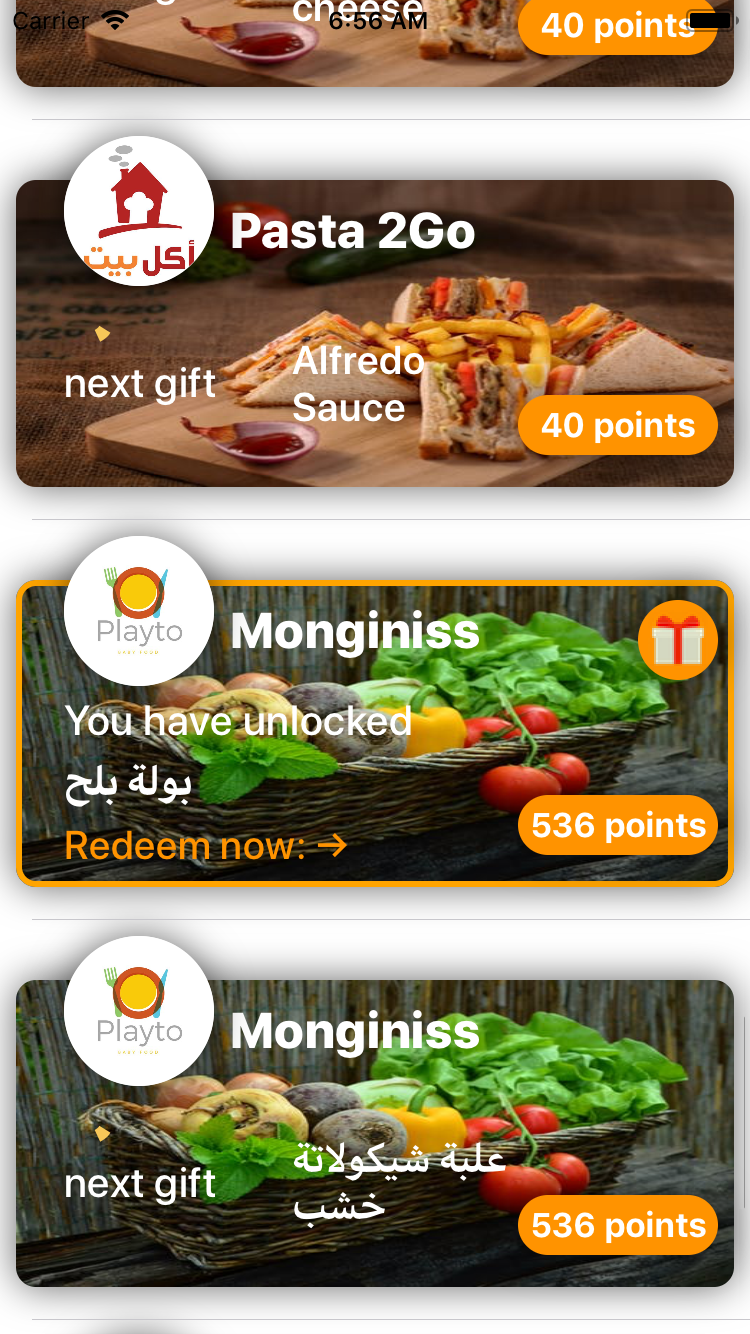 cheese
Carrier
6:56 AM
40 points
أكل بيت
Pasta 2Go
next gift
Alfredo
Sauce
40 points
Playto
Monginiss
You have unlocked
بولة بلح
Redeem now: →
536 points
Playto
Monginiss
next gift
علبة شيكولاتة
خشب
536 points